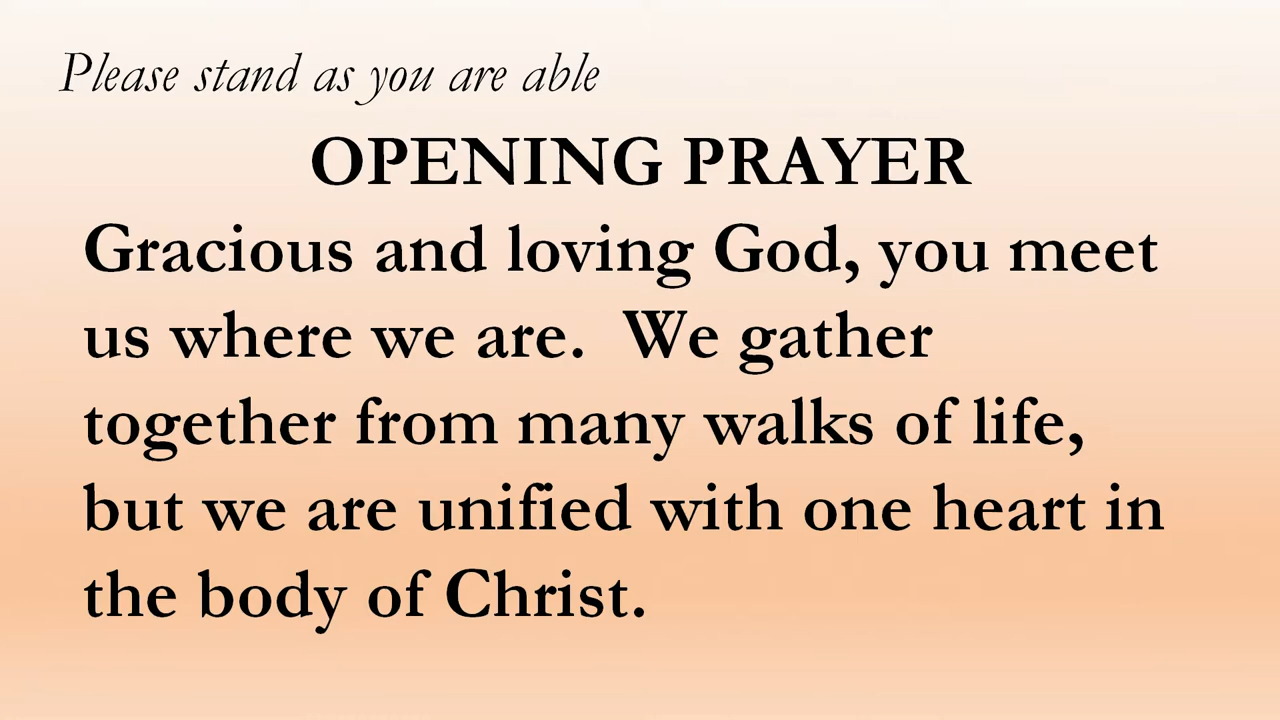 Please stand as you are able
OPENING PRAYER
Gracious and loving God, you meet
us where we are.  We gather
together from many walks of life,
but we are unified with one heart in
the body of Christ.